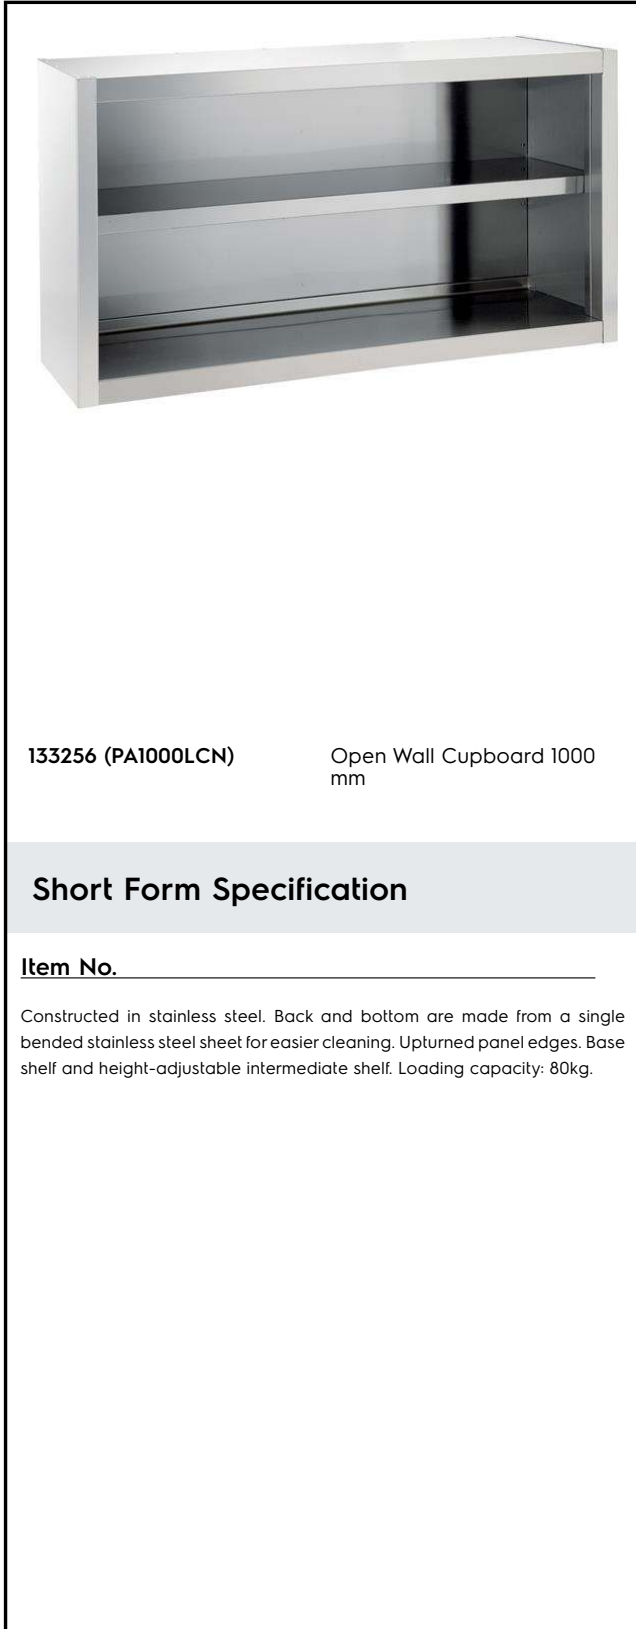 133256 (PA1000LCN)
Open Wall Cupboard 1000
mm
Short Form Specification
Item No.
Constructed in stainless steel. Back and bottom are made from a single
bended stainless steel sheet for easier cleaning. Upturned panel edges. Base
shelf and height-adjustable intermediate shelf. Loading capacity: 80kg.